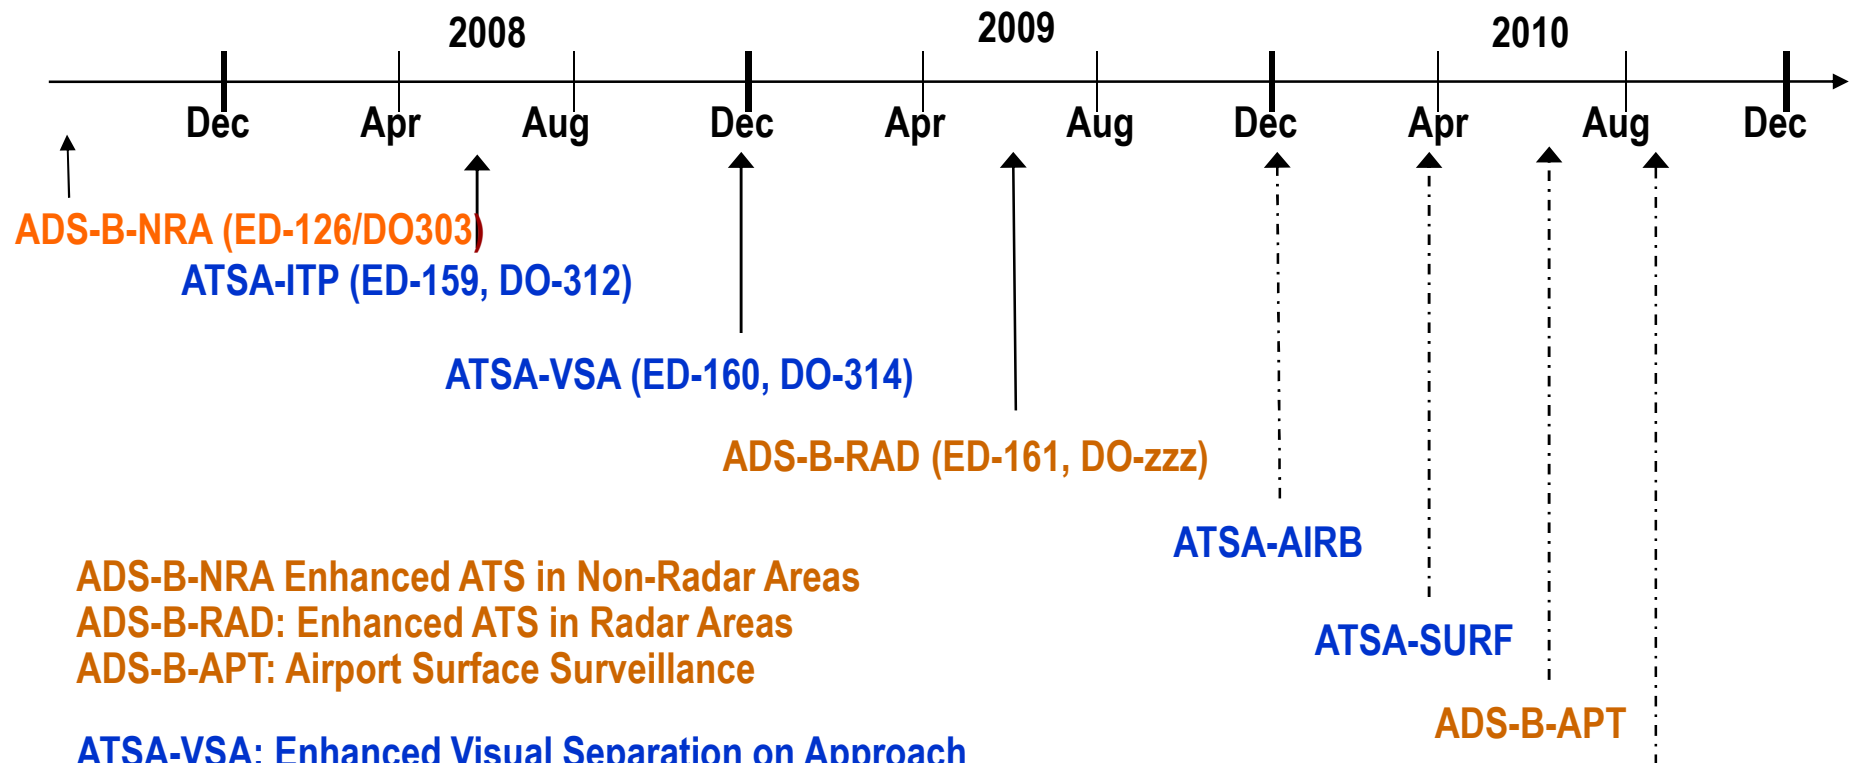 2008 2009 2010
Dec Apr Aug Dec Apr Aug Dec Apr Aug Dec
ADS-B-NRA (ED-126/DO303)
ATSA-ITP (ED-159, DO-312)
ATSA-VSA (ED-160, DO-314)
ADS-B-RAD (ED-161, DO-zzz)
ATSA-AIRB
ADS-B-NRA Enhanced ATS in Non-Radar Areas
ADS-B-RAD: Enhanced ATS in Radar Areas
ATSA-SURF
ADS-B-APT: Airport Surface Surveillance
ADS-B-APT
ATSA-VSA: Enhanced Visual Separation on Approach